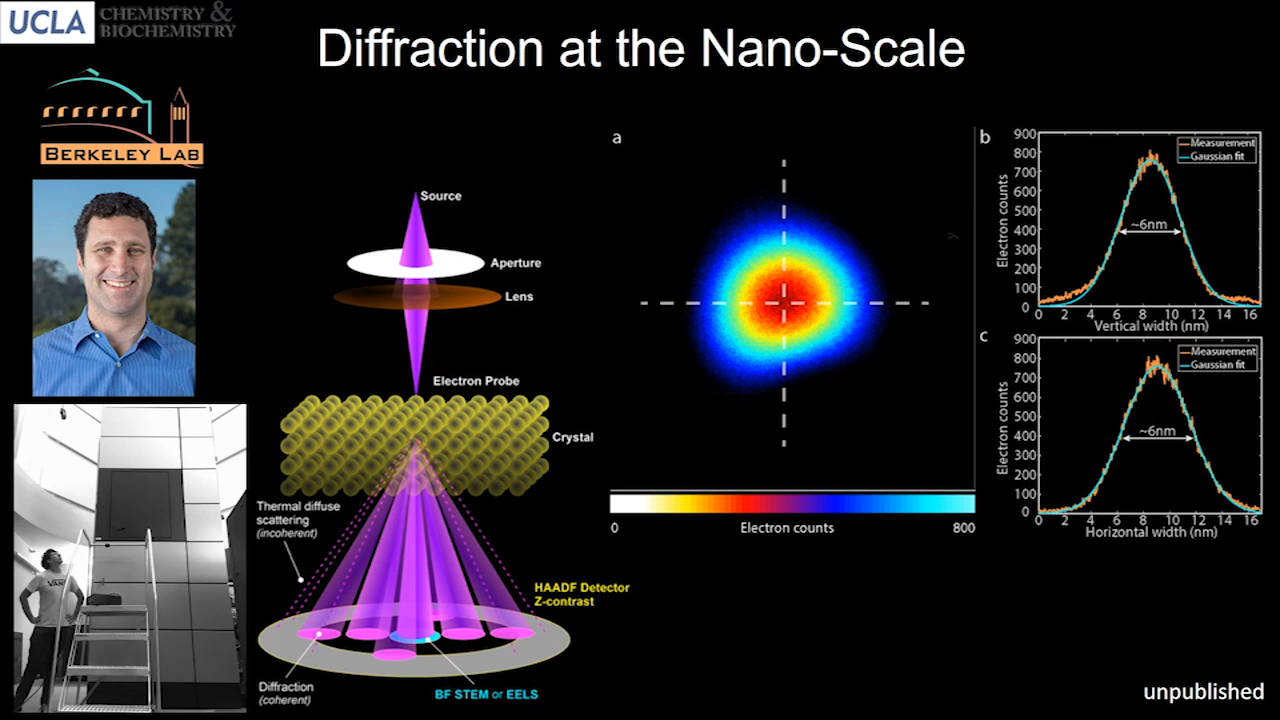 UCLA
CHEMISTRY &
BIOCHEMISTRY
Diffraction at the Nano-Scale
BERKELEY LAB
Source
Aperture
Lens
Electron Probe
Crystal
Thermal diffuse
scattering
(incoherent)
HAADF Detector
Z-contrast
Diffraction
(coherent)
BF STEM or EELS
VANS
a
y
0
Electron counts
800
b
Electron counts
900
800
700
600
500
400
300
200
100
0
Measurement
Gaussian fit
~6nm
0 2 4 6 8 10 12 14 16
Vertical width (nm)
c
Electron counts
900
800
700
600
500
400
300
200
100
0
Measurement
Gaussian fit
~6nm
0 2 4 6 8 10 12 14 16
Horizontal width (nm)
unpublished